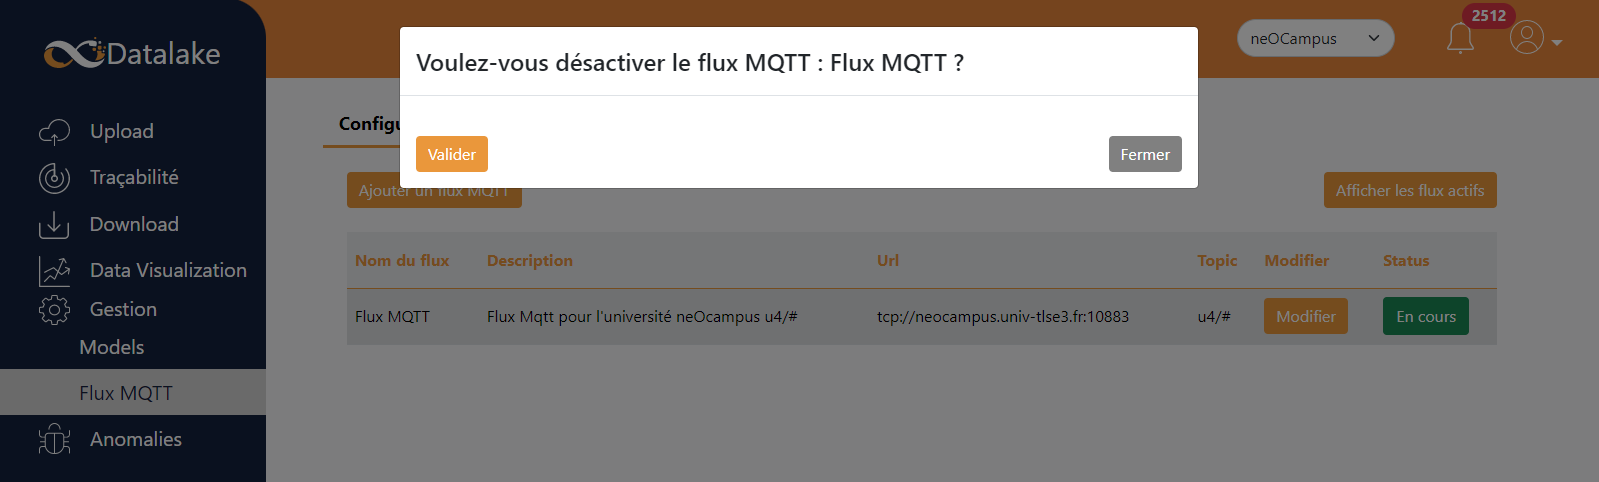 Datalake
Upload
Traçabilité
Download
Data Visualization
Gestion
Models
Flux MQTT
Anomalies
neOCampus
2512
Voulez-vous désactiver le flux MQTT : Flux MQTT ?
Valider
Fermer
Configu
Ajouter un flux MQTT
Afficher les flux actifs
Nom du flux Description Url Topic Modifier Status
Flux MQTT Flux Mqtt pour l'université neOcampus u4/# tcp://neocampus.univ-tlse3.fr:10883 u4/# Modifier En cours